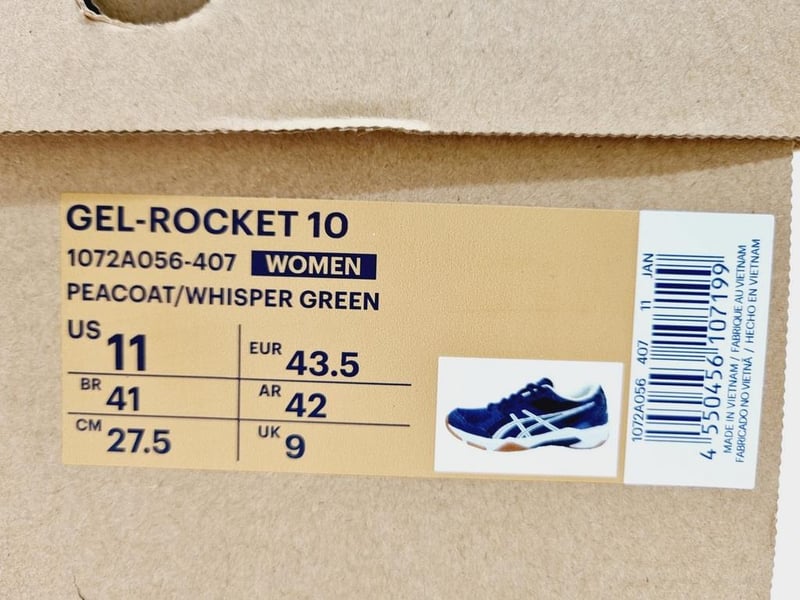 GEL-ROCKET 10
1072A056-407 WOMEN
PEACOAT/WHISPER GREEN
US 11 EUR 43.5
BR 41 AR 42
CM 27.5 UK 9
1072A056 407 11 JAN
4 550456 107199
MADE IN VIETNAM / FABRIQUE AU VIETNAM
FABRICADO NO VIETNÃ / HECHO EN VIETNAM